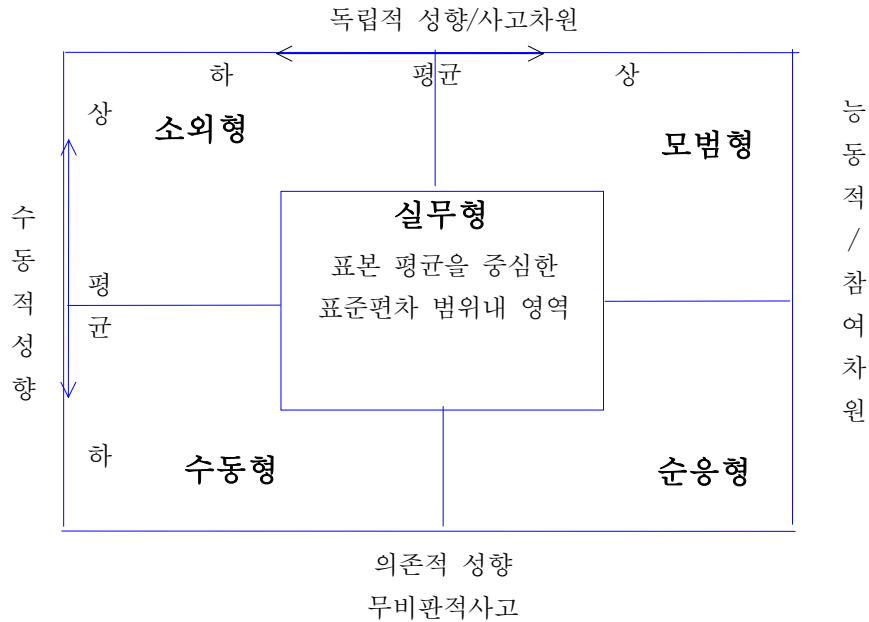 독립적 성향/사고차원
하 평균 상
상
소외형
모범형
능동적/참여차원
수동적성향
실무형
표본 평균을 중심한
표준편차 범위내 영역
평균
하
수동형
순응형
의존적 성향
무비판적사고